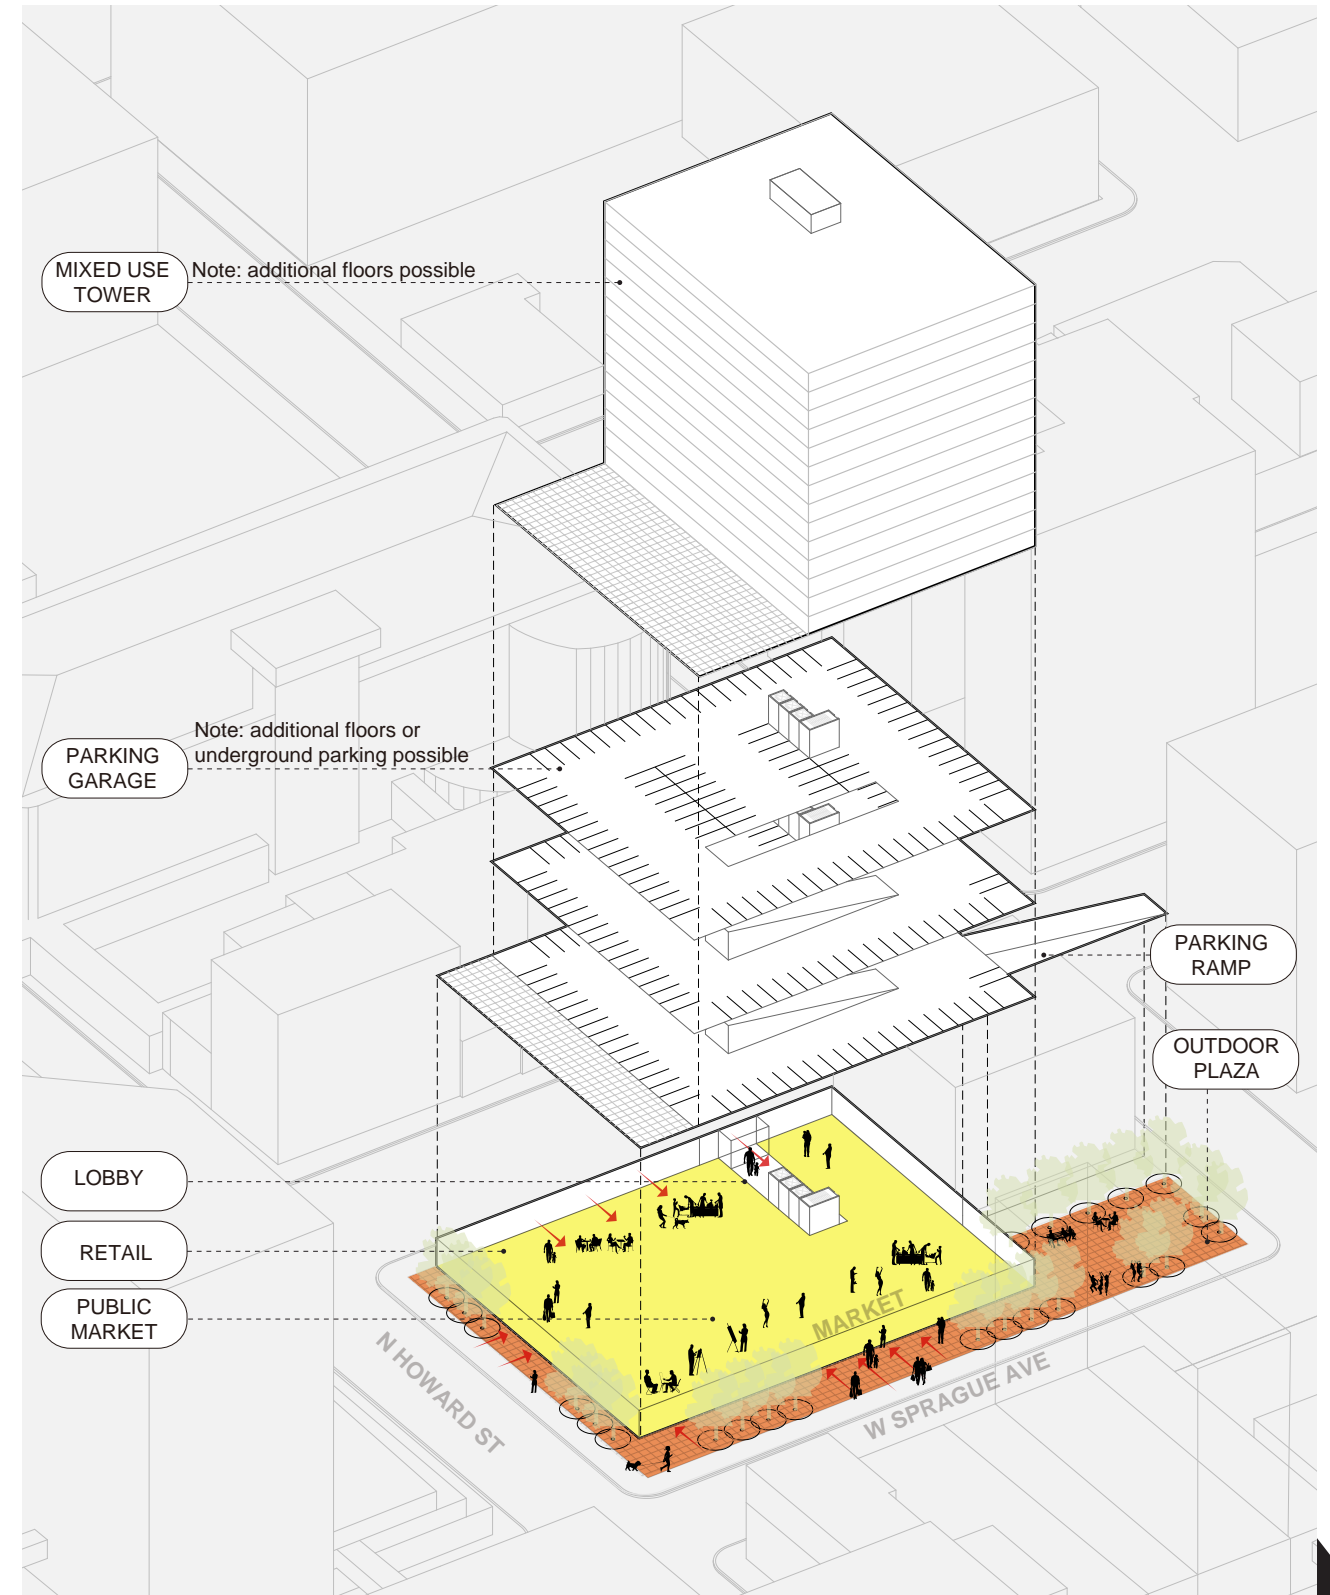 MIXED USE
TOWER
Note: additional floors possible
Note: additional floors or
underground parking possible
PARKING
GARAGE
PARKING
RAMP
OUTDOOR
PLAZA
LOBBY
RETAIL
PUBLIC
MARKET
MARKET
N HOWARD ST
W SPRAGUE AVE